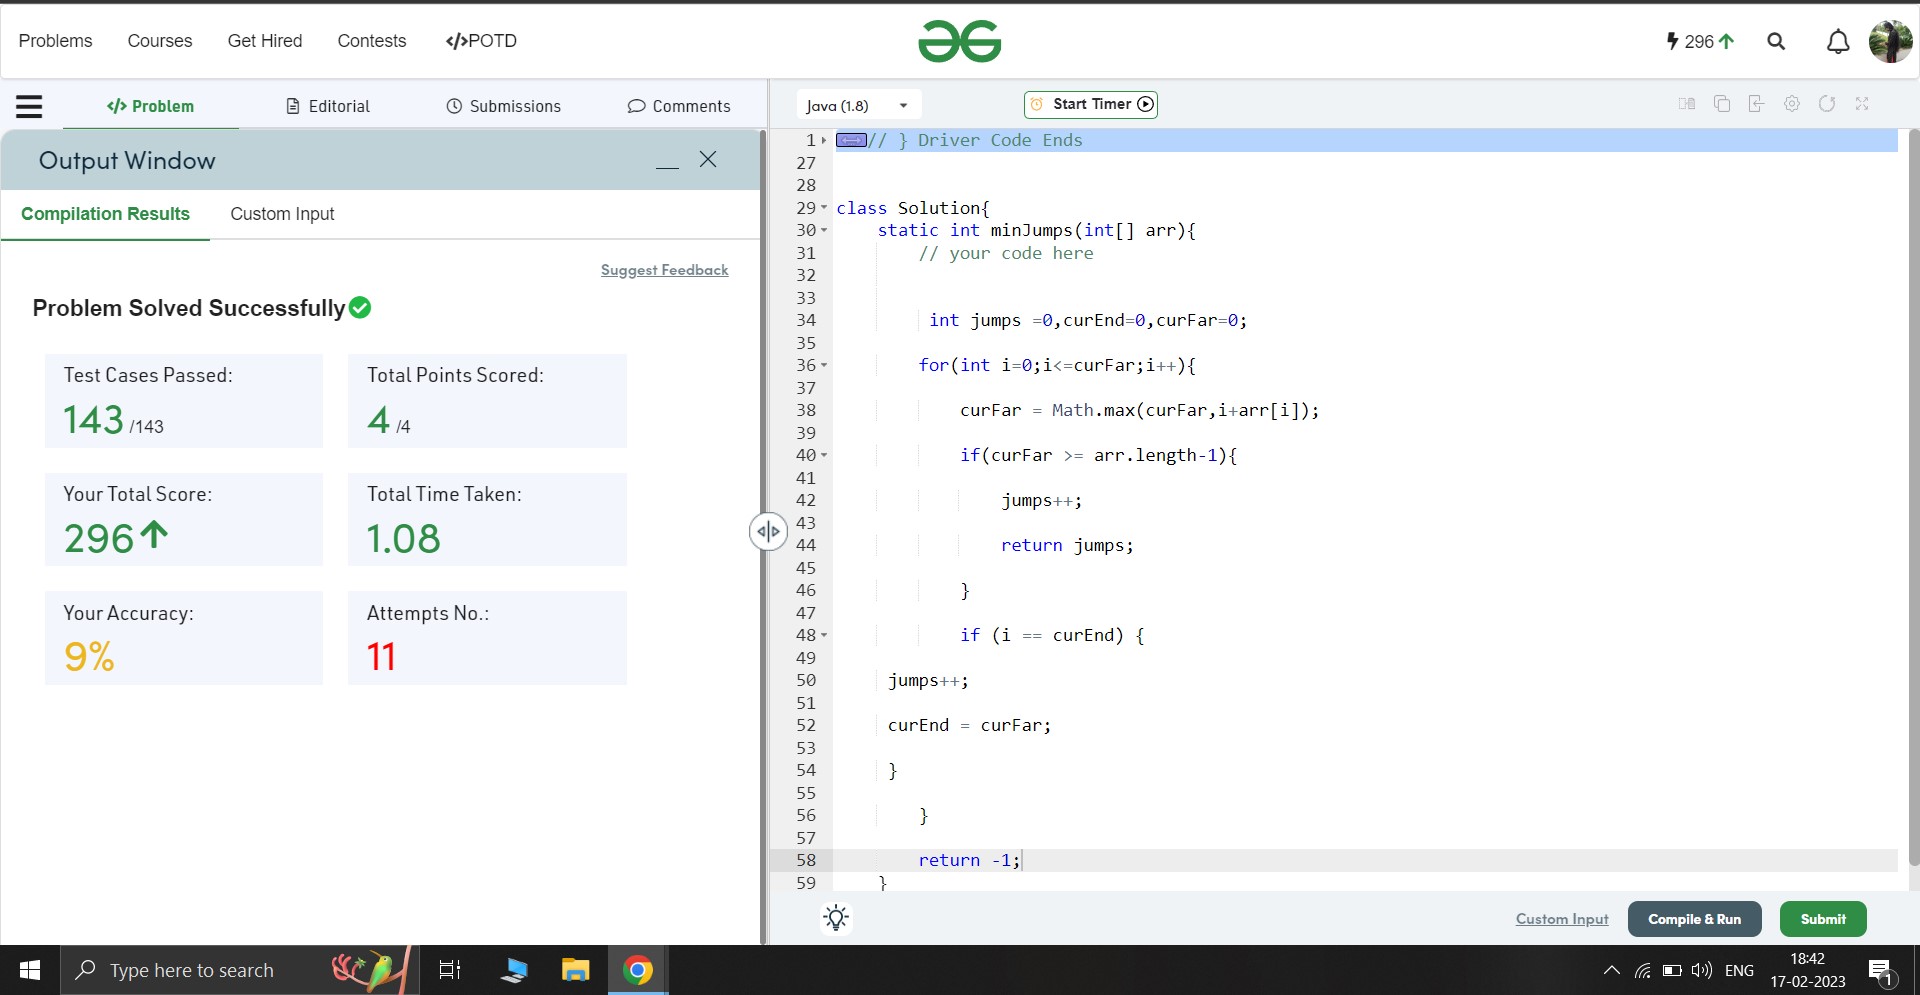 Problems Courses Get Hired Contests </>POTD
296
</> Problem Editorial Submissions Comments
Output Window
Compilation Results Custom Input
Suggest Feedback
Problem Solved Successfully
Test Cases Passed:
143 /143
Total Points Scored:
4 /4
Your Total Score:
296
Total Time Taken:
1.08
Your Accuracy:
9%
Attempts No.:
11
Java (1.8) Start Timer
1 // } Driver Code Ends
27
28
29 class Solution{
30 static int minJumps(int[] arr){
31 // your code here
32
33
34 int jumps =0,curEnd=0,curFar=0;
35
36 for(int i=0;i<=curFar;i++){
37
38 curFar = Math.max(curFar,i+arr[i]);
39
40 if(curFar >= arr.length-1){
41
42 jumps++;
43
44 return jumps;
45
46 }
47
48 if (i == curEnd) {
49
50 jumps++;
51
52 curEnd = curFar;
53
54 }
55
56 }
57
58 return -1;
59 }
Custom Input Compile & Run Submit
Type here to search
ENG
18:42
17-02-2023
1